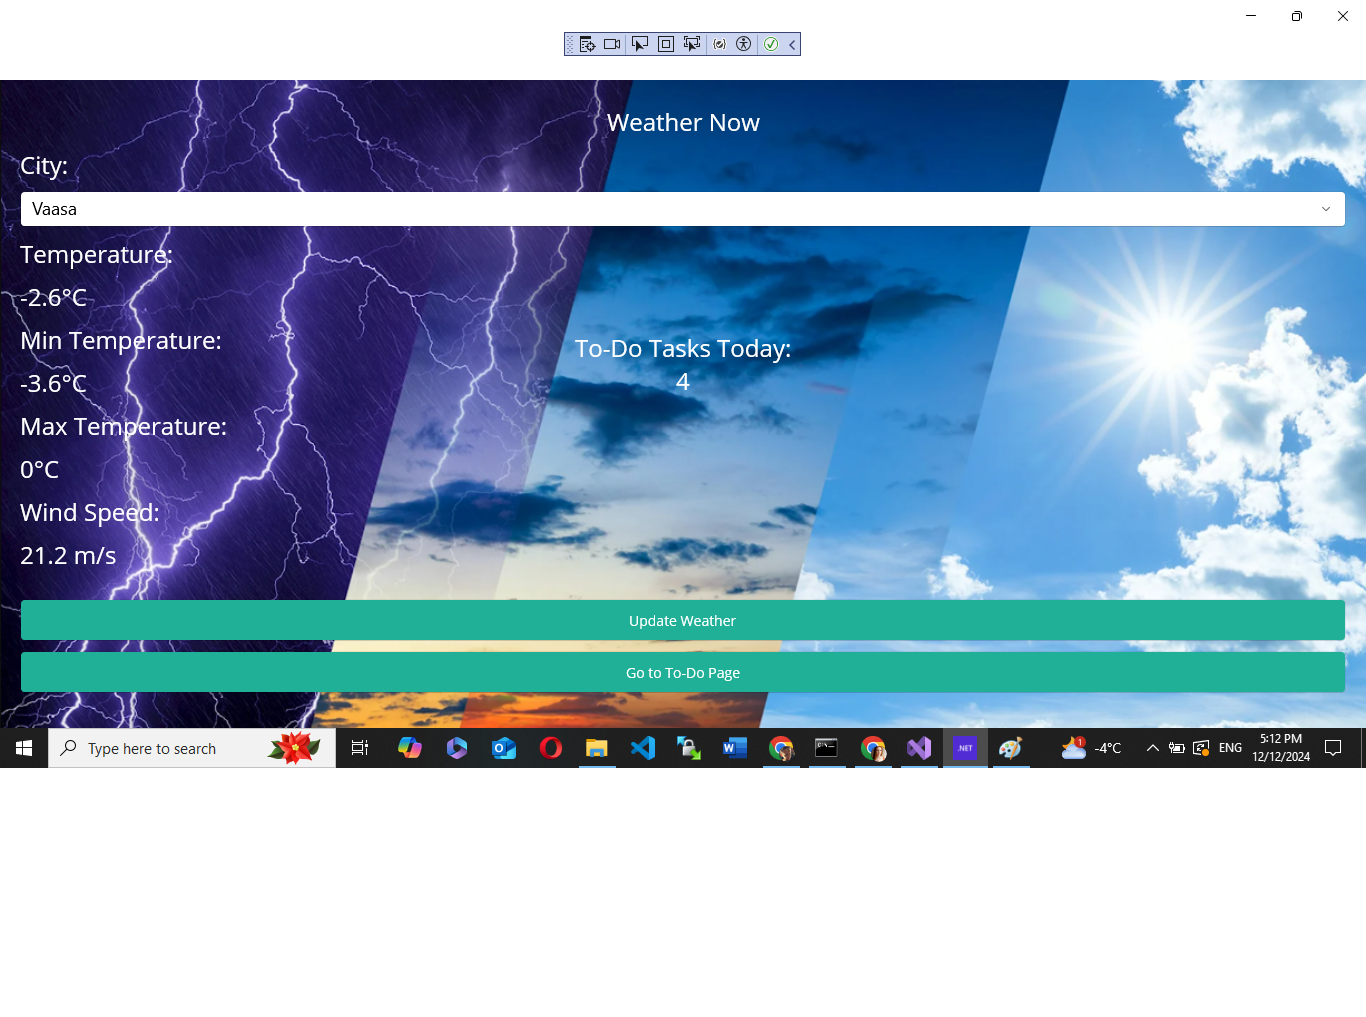 Weather Now
City:
Vaasa
Temperature:
-2.6°C
Min Temperature:
-3.6°C
Max Temperature:
0°C
Wind Speed:
21.2 m/s
To-Do Tasks Today:
4
Update Weather
Go to To-Do Page
Type here to search
.NET
1
-4°C
ENG
5:12 PM
12/12/2024